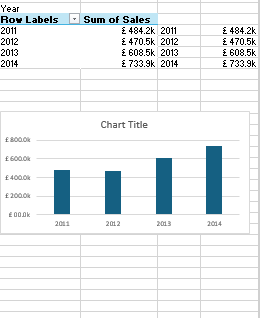 Year
Row Labels Sum of Sales
2011 £ 484.2k 2011 £ 484.2k
2012 £ 470.5k 2012 £ 470.5k
2013 £ 608.5k 2013 £ 608.5k
2014 £ 733.9k 2014 £ 733.9k
Chart Title
£ 800.0k
£ 600.0k
£ 400.0k
£ 200.0k
£ 00.0k
2011 2012 2013 2014